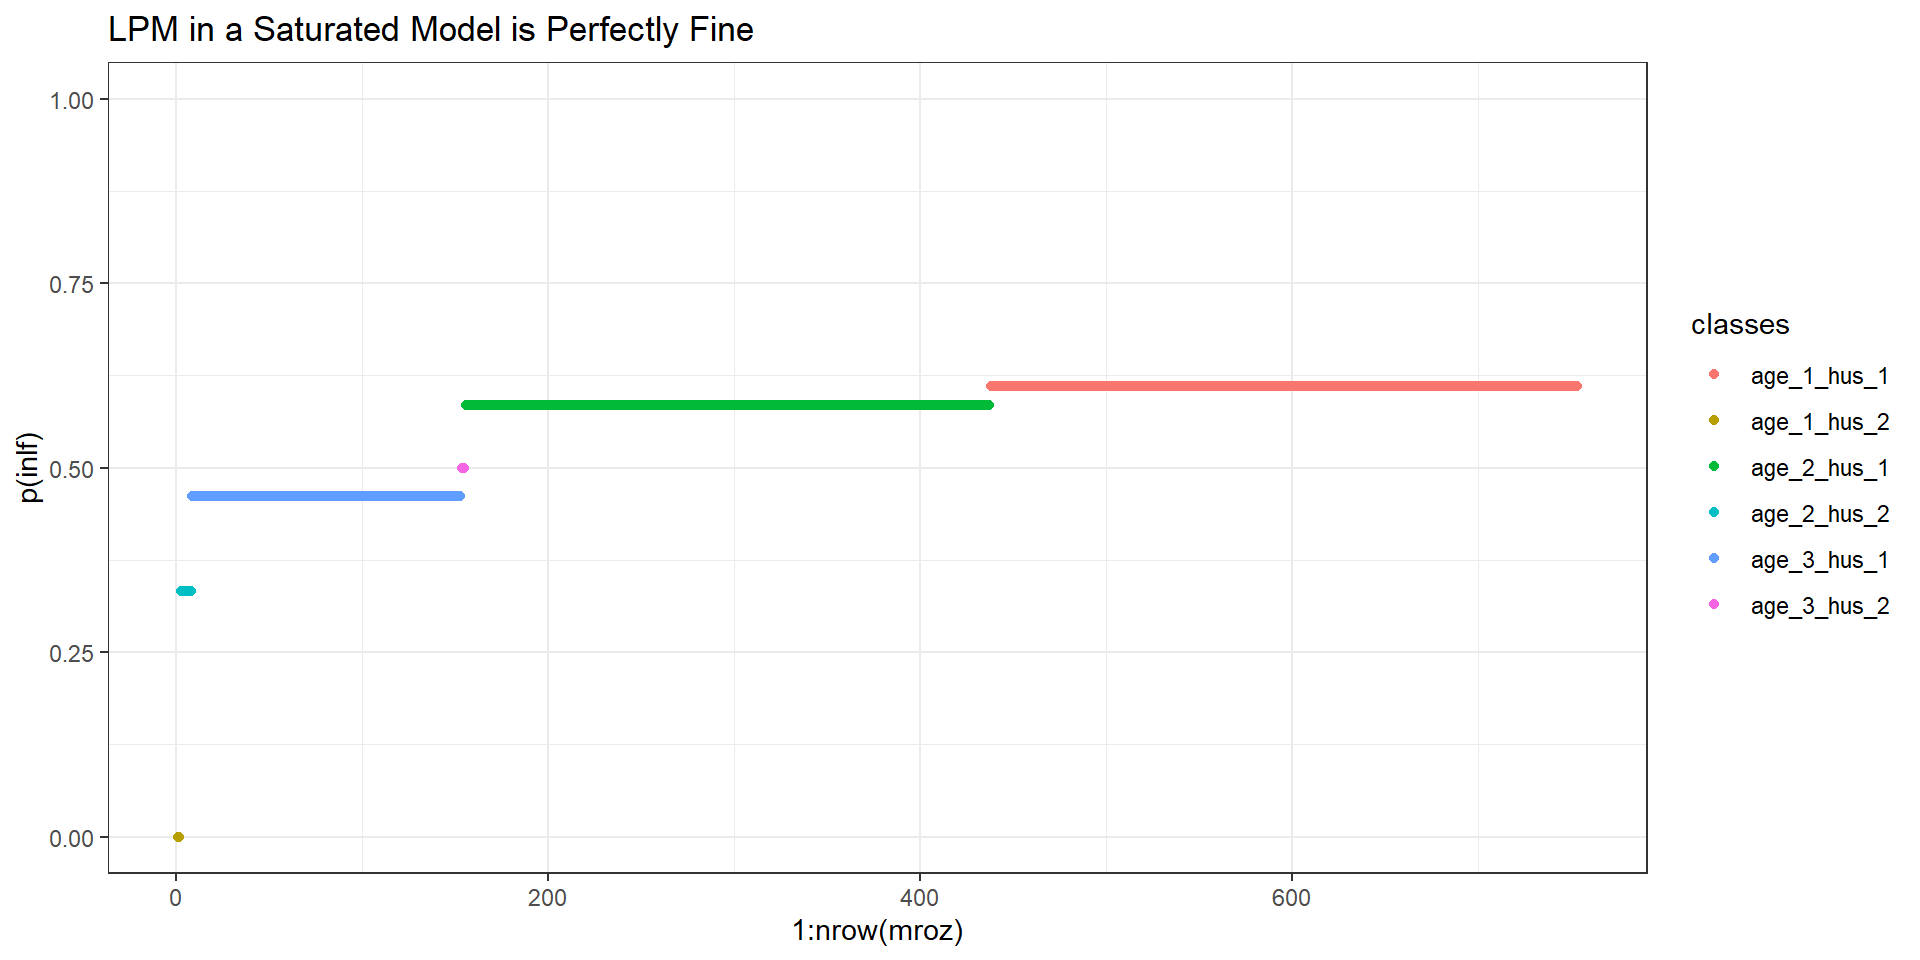 LPM in a Saturated Model is Perfectly Fine
1.00
0.75
0.50
0.25
0.00
p(inlf)
0
200
400
600
1:nrow(mroz)
classes
age_1_hus_1
age_1_hus_2
age_2_hus_1
age_2_hus_2
age_3_hus_1
age_3_hus_2